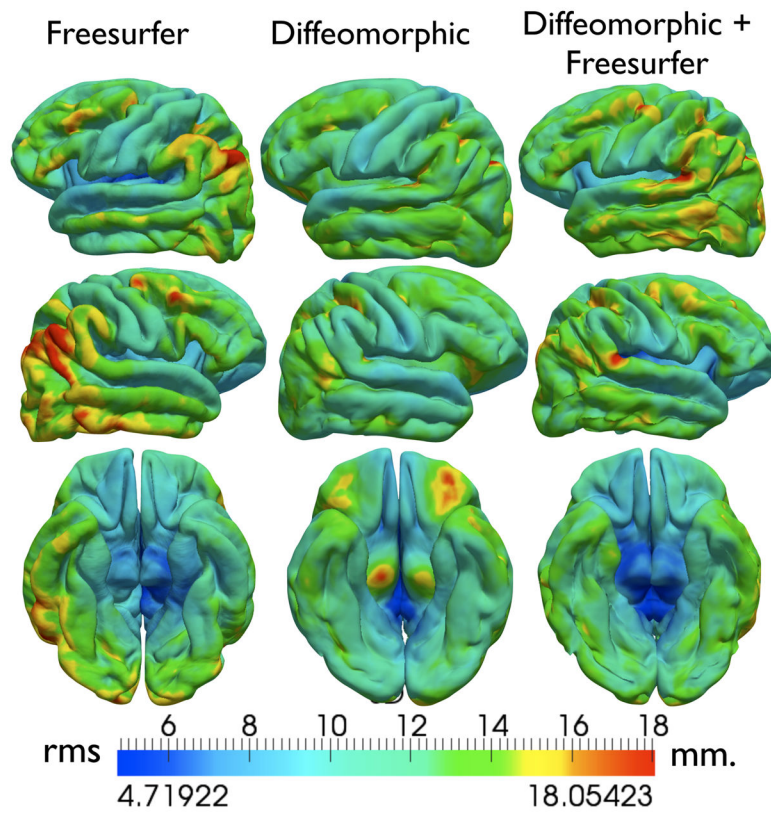 Freesurfer
Diffeomorphic
Diffeomorphic +
Freesurfer
6 8 10 12 14 16 18
rms
mm.
4.71922
18.05423